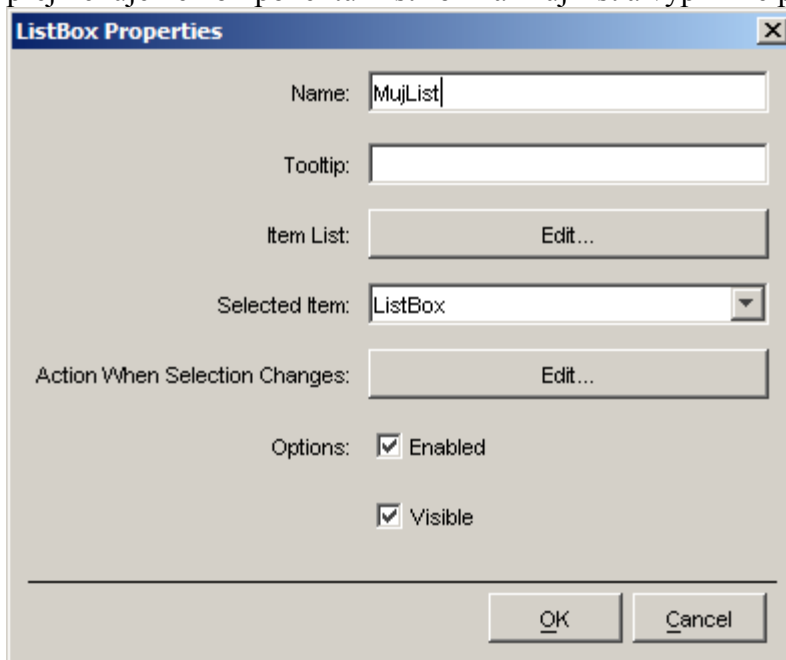 ListBox Properties
Name: MujList
Tooltip:
Item List: Edit...
Selected Item: ListBox
Action When Selection Changes: Edit...
Options: Enabled
Visible
OK Cancel